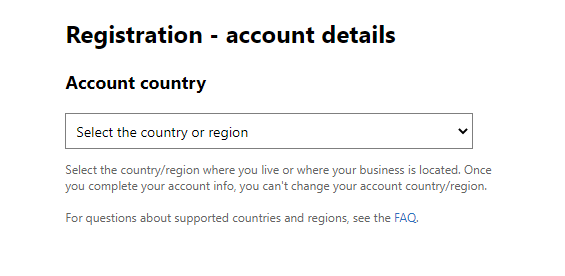 Registration - account details
Account country
Select the country or region
Select the country/region where you live or where your business is located. Once
you complete your account info, you can't change your account country/region.
For questions about supported countries and regions, see the FAQ.